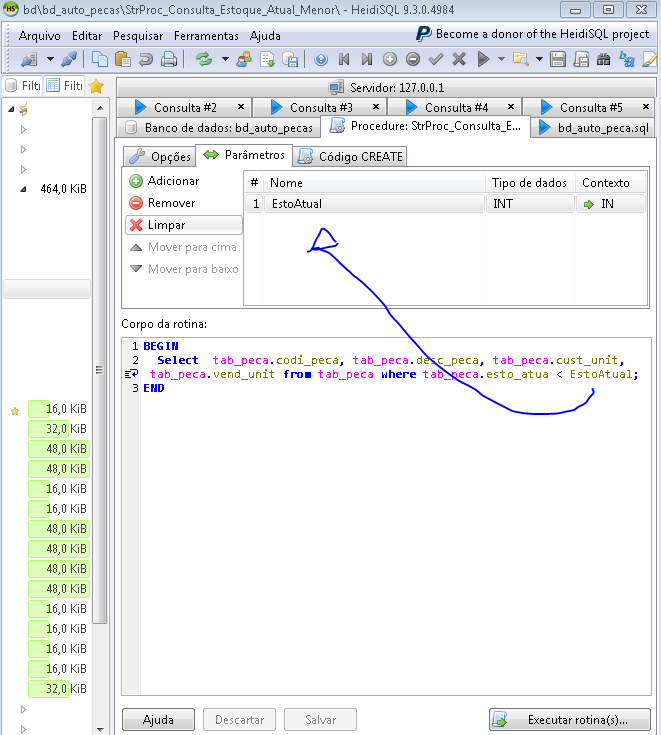 bd\bd_auto_pecas\StrProc_Consulta_Estoque_Atual_Menor\ - HeidiSQL 9.3.0.4984
Arquivo Editar Pesquisar Ferramentas Ajuda Become a donor of the HeidiSQL project
Filtr Filtr Servidor: 127.0.0.1
Consulta #2 × Consulta #3 × Consulta #4 × Consulta #5 ×
Banco de dados: bd_auto_pecas Procedure: StrProc_Consulta_E... bd_auto_peca.sql
Opções Parâmetros Código CREATE
Adicionar
Remover
Limpar
Mover para cima
Mover para baixo
# Nome Tipo de dados Contexto
1 EstoAtual INT IN
Corpo da rotina:
1 BEGIN
2 Select tab_peca.codi_peca, tab_peca.desc_peca, tab_peca.cust_unit,
tab_peca.vend_unit from tab_peca where tab_peca.esto_atua < EstoAtual;
3 END
464,0 KiB
16,0 KiB
32,0 KiB
48,0 KiB
48,0 KiB
16,0 KiB
16,0 KiB
48,0 KiB
48,0 KiB
48,0 KiB
48,0 KiB
16,0 KiB
16,0 KiB
16,0 KiB
16,0 KiB
32,0 KiB
Ajuda Descartar Salvar Executar rotina(s)...